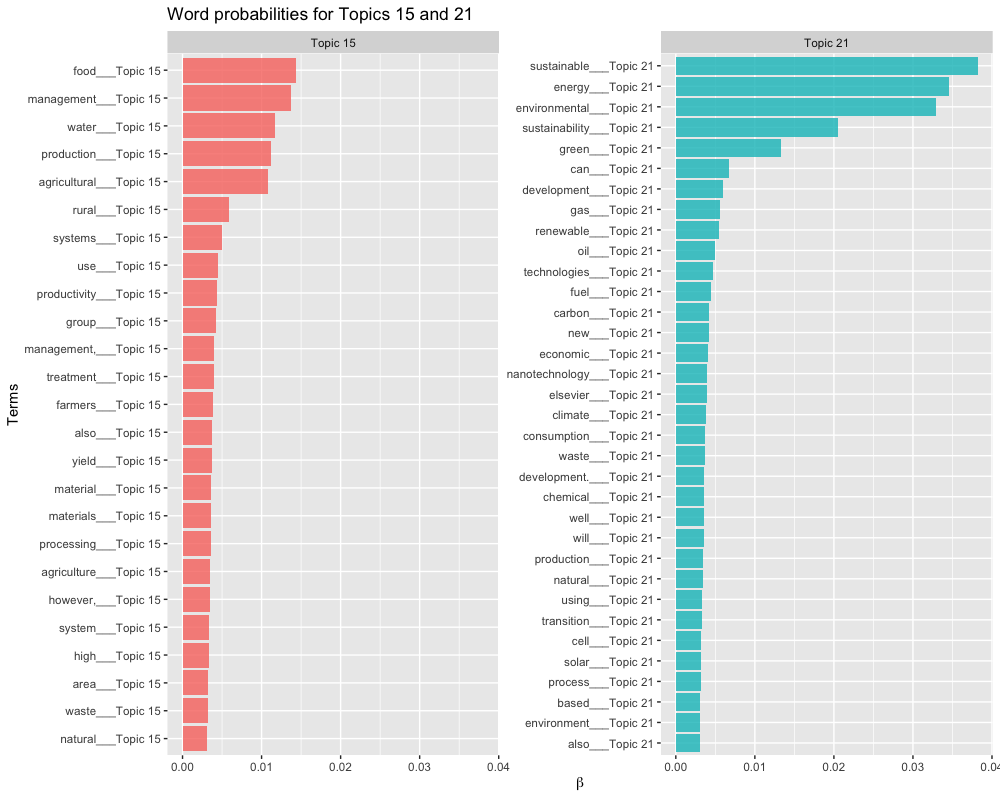 Word probabilities for Topics 15 and 21
Topic 15
food___Topic 15
management___Topic 15
water___Topic 15
production___Topic 15
agricultural___Topic 15
rural___Topic 15
systems___Topic 15
use___Topic 15
productivity___Topic 15
group___Topic 15
management,___Topic 15
treatment___Topic 15
farmers___Topic 15
also___Topic 15
yield___Topic 15
material___Topic 15
materials___Topic 15
processing___Topic 15
agriculture___Topic 15
however,___Topic 15
system___Topic 15
high___Topic 15
area___Topic 15
waste___Topic 15
natural___Topic 15
0.00 0.01 0.02 0.03 0.04
Topic 21
sustainable___Topic 21
energy___Topic 21
environmental___Topic 21
sustainability___Topic 21
green___Topic 21
can___Topic 21
development___Topic 21
gas___Topic 21
renewable___Topic 21
oil___Topic 21
technologies___Topic 21
fuel___Topic 21
carbon___Topic 21
new___Topic 21
economic___Topic 21
nanotechnology___Topic 21
elsevier___Topic 21
climate___Topic 21
consumption___Topic 21
waste___Topic 21
development.___Topic 21
chemical___Topic 21
well___Topic 21
will___Topic 21
production___Topic 21
natural___Topic 21
using___Topic 21
transition___Topic 21
cell___Topic 21
solar___Topic 21
process___Topic 21
based___Topic 21
environment___Topic 21
also___Topic 21
0.00 0.01 0.02 0.03 0.04
Terms
β